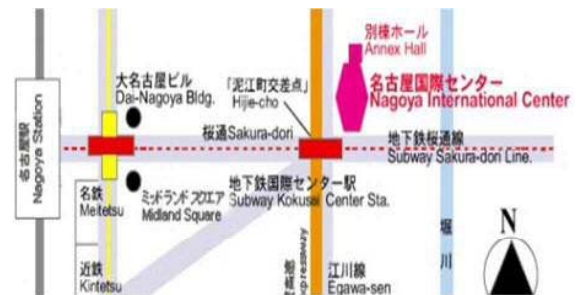 別棟ホール
Annex Hall
名古屋国際センター
Nagoya International Center
大名古屋ビル
Dai-Nagoya Bldg.
「泥江町交差点」
Hijie-cho
桜通Sakura-dori
地下鉄桜通線
Subway Sakura-dori Line.
名古屋駅
Nagoya Station
名鉄
Meitetsu
ミッドランドスクエア
Midland Square
地下鉄国際センター駅
Subway Kokusai Center Sta.
堀川
N
近鉄
Kintetsu
江川線
Egawa-sen